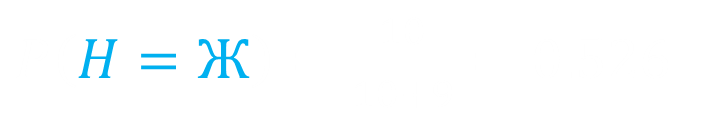 H = Ж